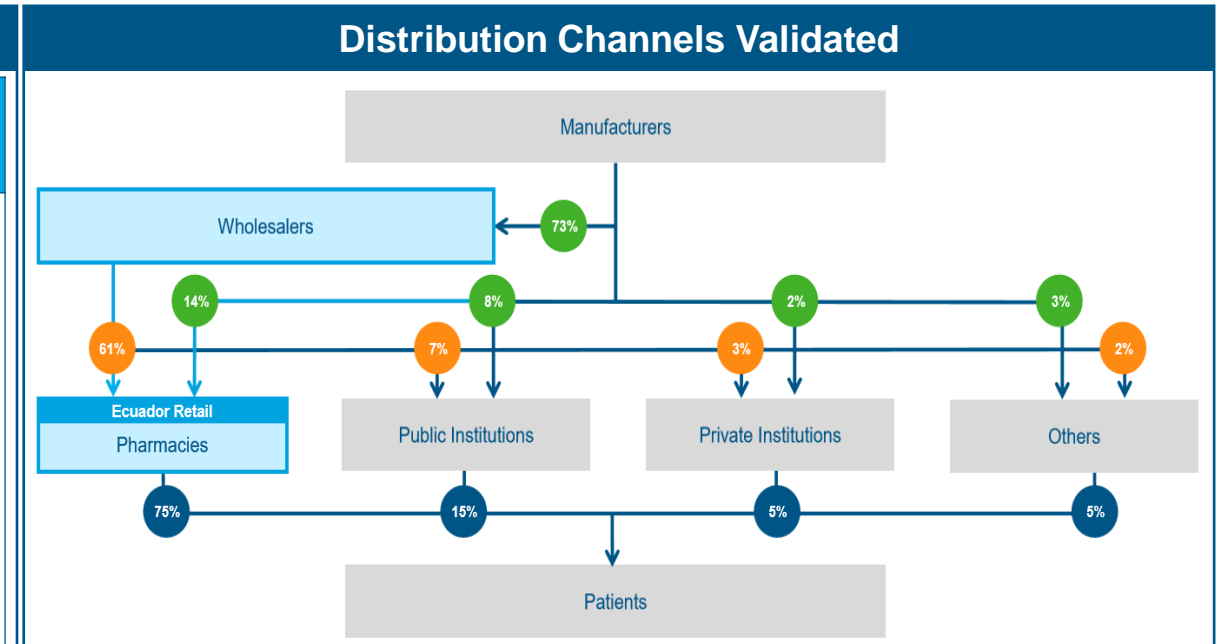 Distribution Channels Validated
Manufacturers
Wholesalers
73%
14%
8%
2%
3%
61%
7%
3%
2%
Ecuador Retail
Pharmacies
Public Institutions
Private Institutions
Others
75%
15%
5%
5%
Patients